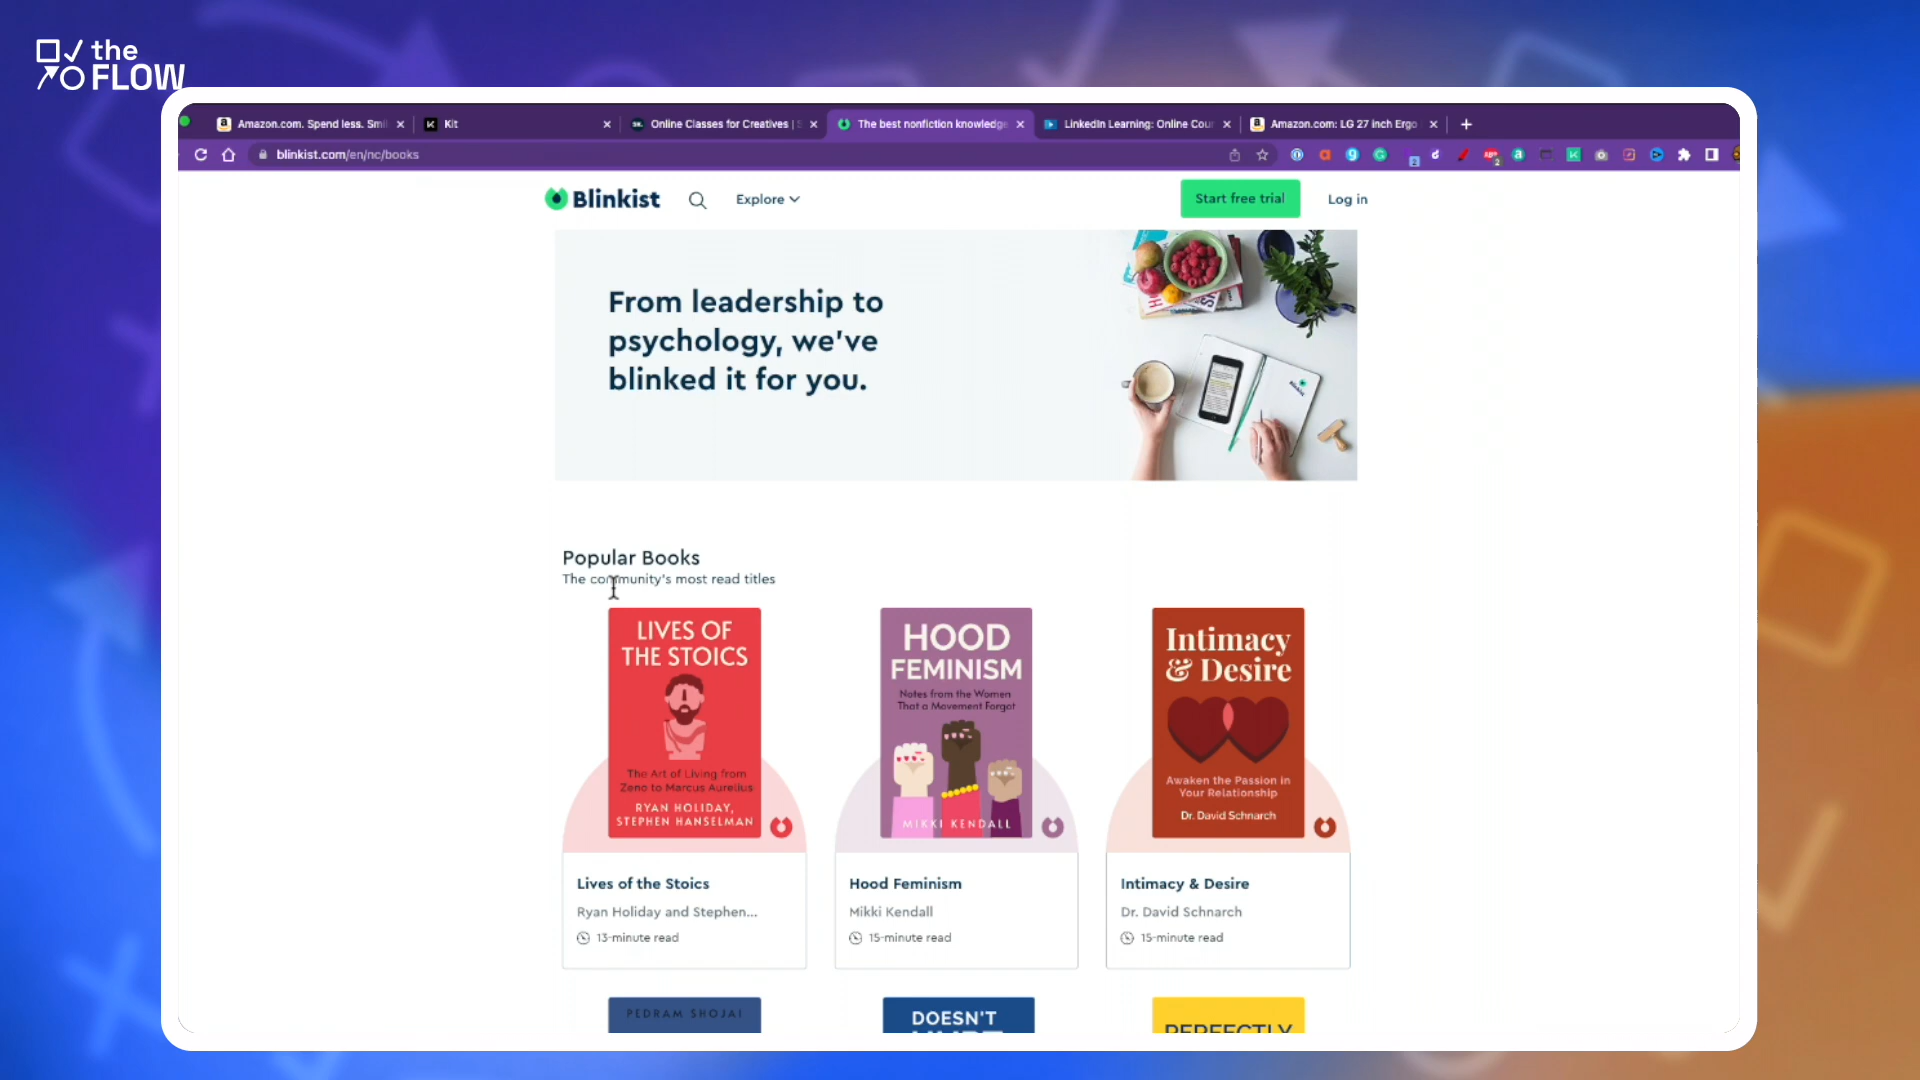 the
FLOW
Amazon.com. Spend less. Smi
Kit
Online Classes for Creatives |
The best nonfiction knowledge
LinkedIn Learning: Online Cour
Amazon.com: LG 27 inch Ergo
blinkist.com/en/nc/books
Blinkist
Explore
Start free trial
Log in
From leadership to
psychology, we've
blinked it for you.
Popular Books
The community's most read titles
LIVES OF
THE STOICS
The Art of Living from
Zeno to Marcus Aurelius
RYAN HOLIDAY,
STEPHEN HANSELMAN
HOOD
FEMINISM
Notes from the Women
That a Movement Forgot
MIKKI KENDALL
Intimacy
& Desire
Awaken the Passion in
Your Relationship
Dr. David Schnarch
Lives of the Stoics
Ryan Holiday and Stephen...
13-minute read
Hood Feminism
Mikki Kendall
15-minute read
Intimacy & Desire
Dr. David Schnarch
15-minute read
PEDRAM SHOJAI
DOESN'T
PERFECTLY